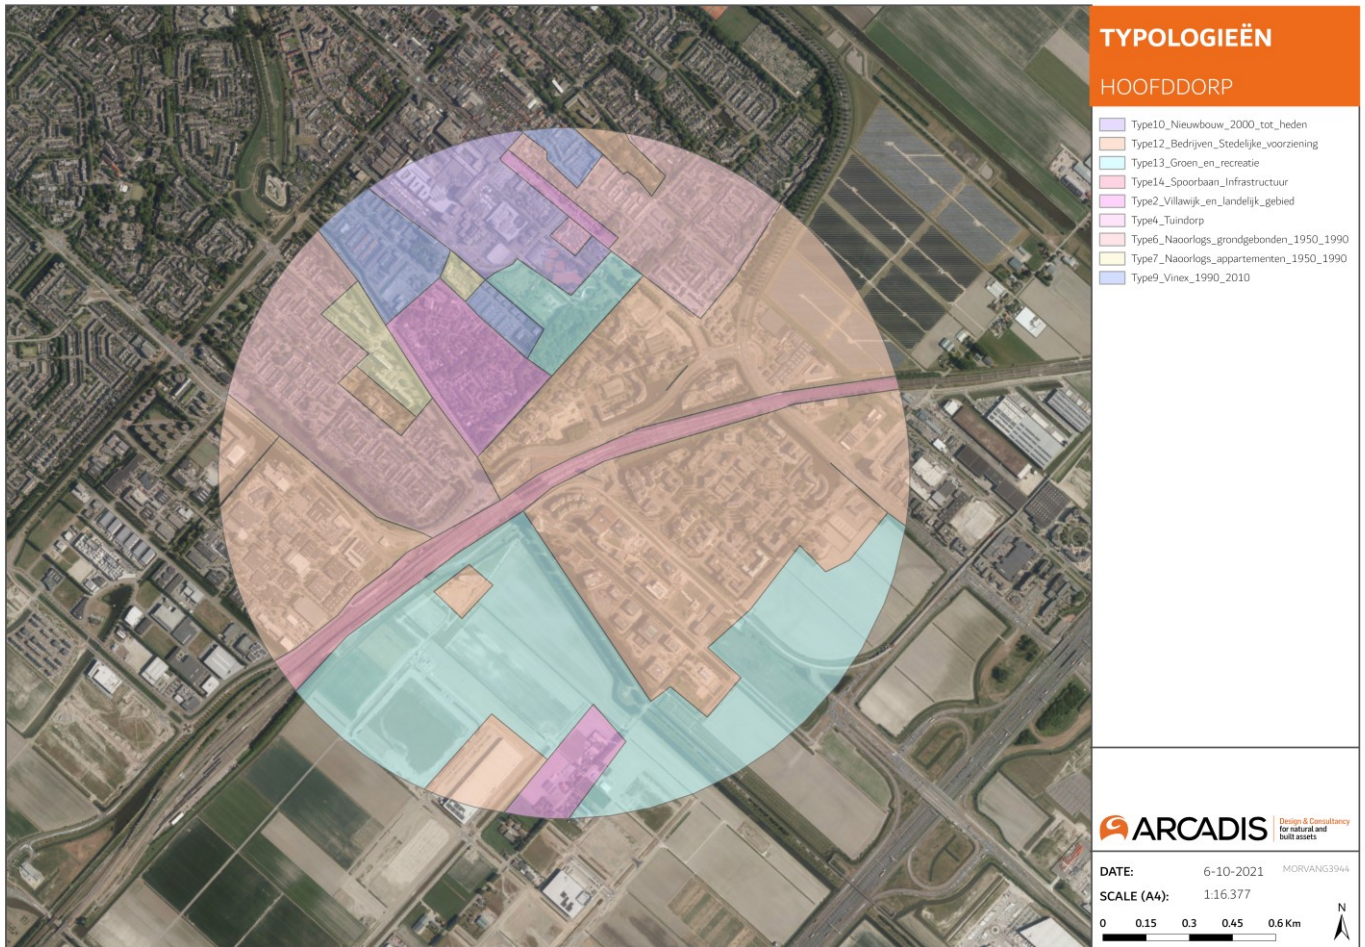 TYPOLOGIEËN
HOOFDDORP
Type10_Nieuwbouw_2000_tot_heden
Type12_Bedrijven_Stedelijke_voorziening
Type13_Groen_en_recreatie
Type14_Spoorbaan_Infrastructuur
Type2_Villawijk_en_landelijk_gebied
Type4_Tuindorp
Type6_Naoorlogs_grondgebonden_1950_1990
Type7_Naoorlogs_appartementen_1950_1990
Type9_Vinex_1990_2010
ARCADIS
Design & Consultancy
for natural and
built assets
DATE: 6-10-2021 MORVANG3944
SCALE (A4): 1:16.377
0 0.15 0.3 0.45 0.6 Km
N